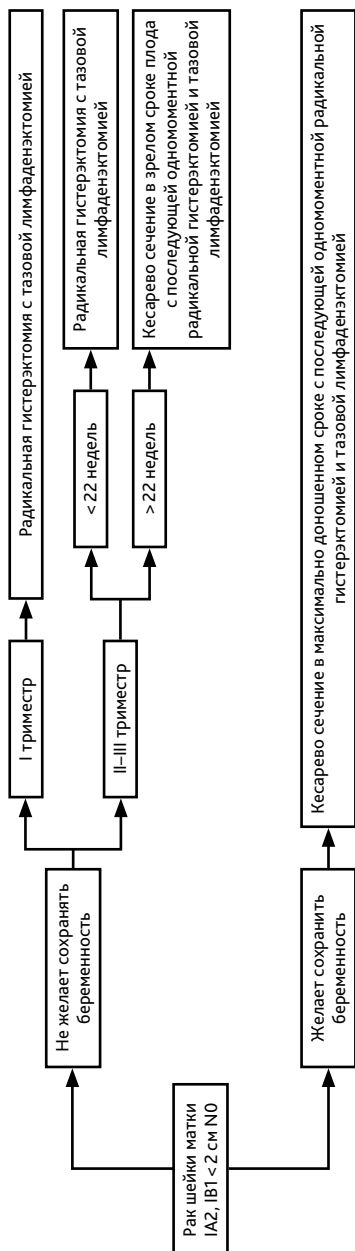 Рак шейки матки
IA2, IB1 < 2 см N0
Не желает сохранять
беременность
I триместр
Радикальная гистерэктомия с тазовой лимфаденэктомией
II–III триместр
< 22 недель
Радикальная гистерэктомия с тазовой
лимфаденэктомией
> 22 недель
Кесарево сечение в зрелом сроке плода
с последующей одномоментной
радикальной гистерэктомией и тазовой
лимфаденэктомией
Желает сохранить
беременность
Кесарево сечение в максимально доношенном сроке с последующей одномоментной радикальной
гистерэктомией и тазовой лимфаденэктомией